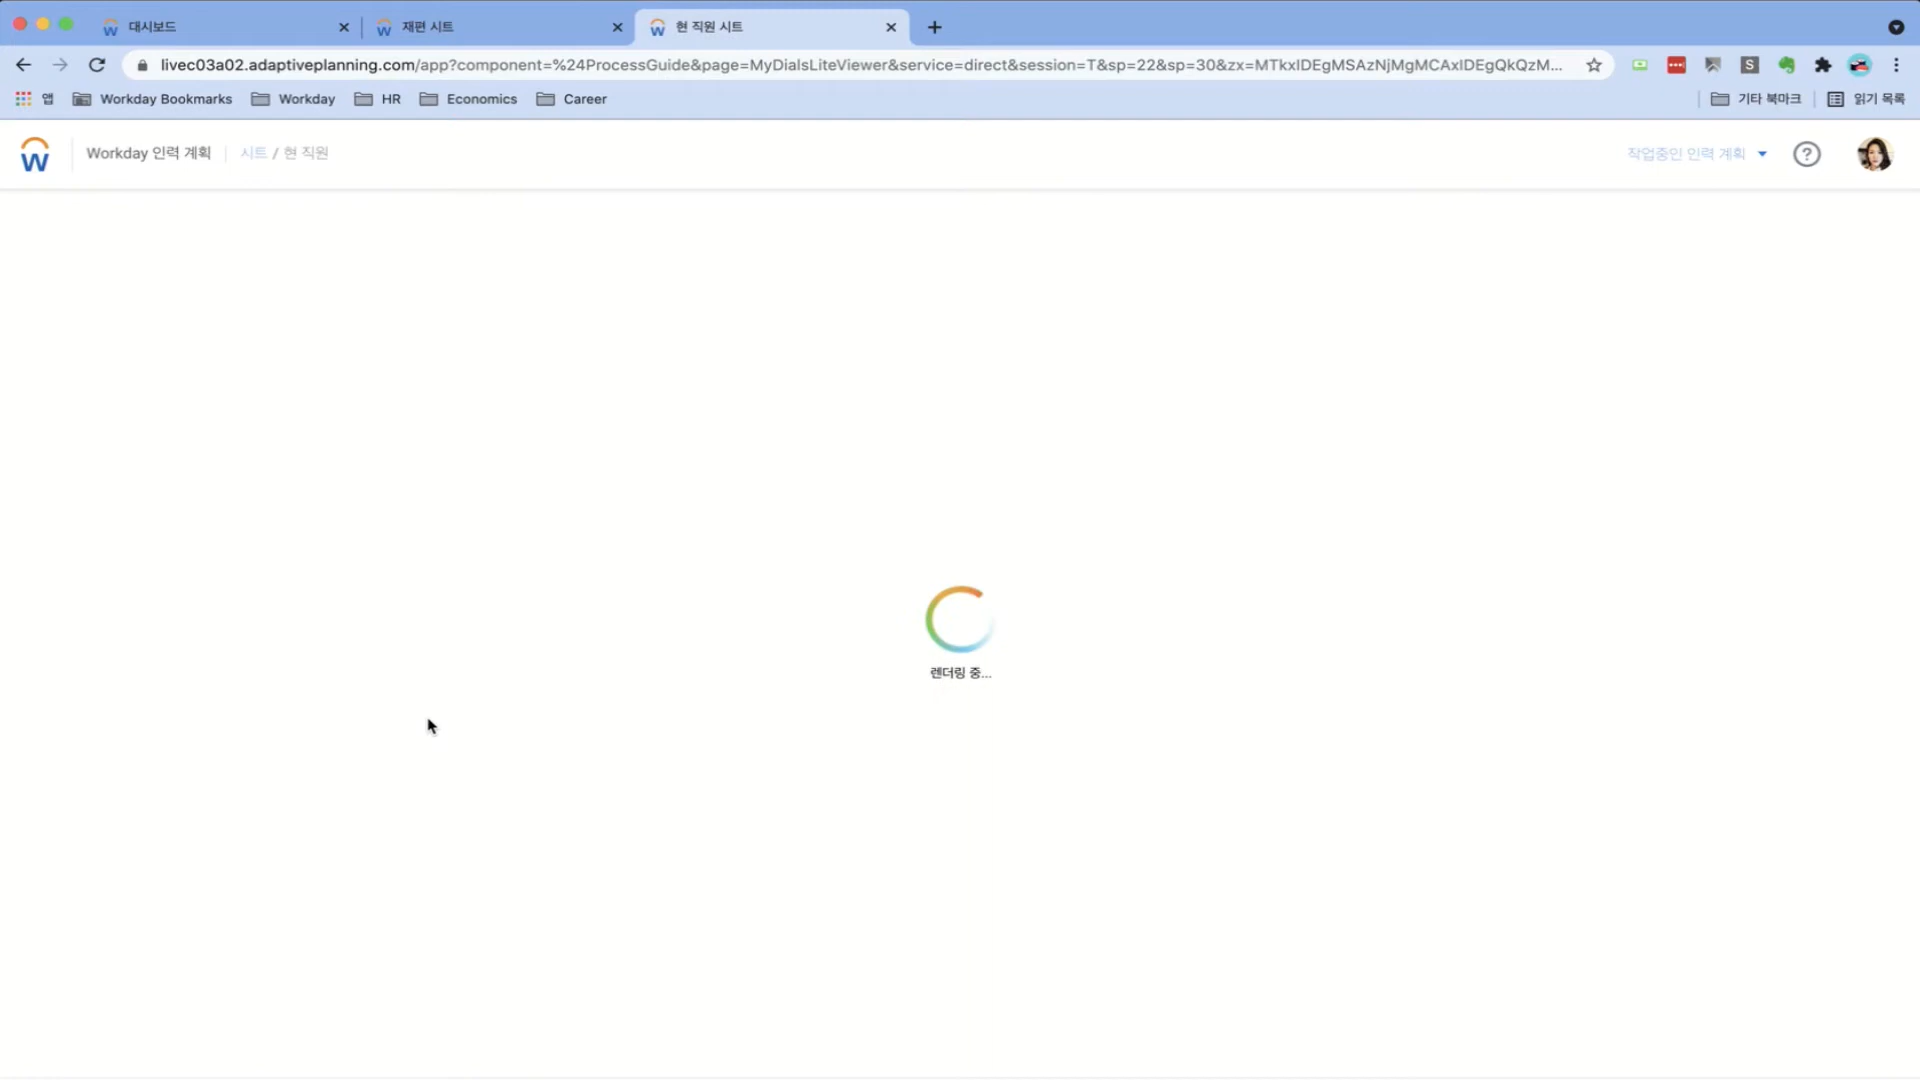 대시보드
재편 시트
현 직원 시트
livec03a02.adaptiveplanning.com/app?component=%24ProcessGuide&page=MyDialsLiteViewer&service=direct&session=T&sp=22&sp=30&zx=MTkxIDEgMSAzNjMgMCAxIDEgQkQzM...
앱
Workday Bookmarks
Workday
HR
Economics
Career
기타 북마크
읽기 목록
Workday 인력 계획
시트 / 현 직원
작업중인 인력 계획
렌더링 중...